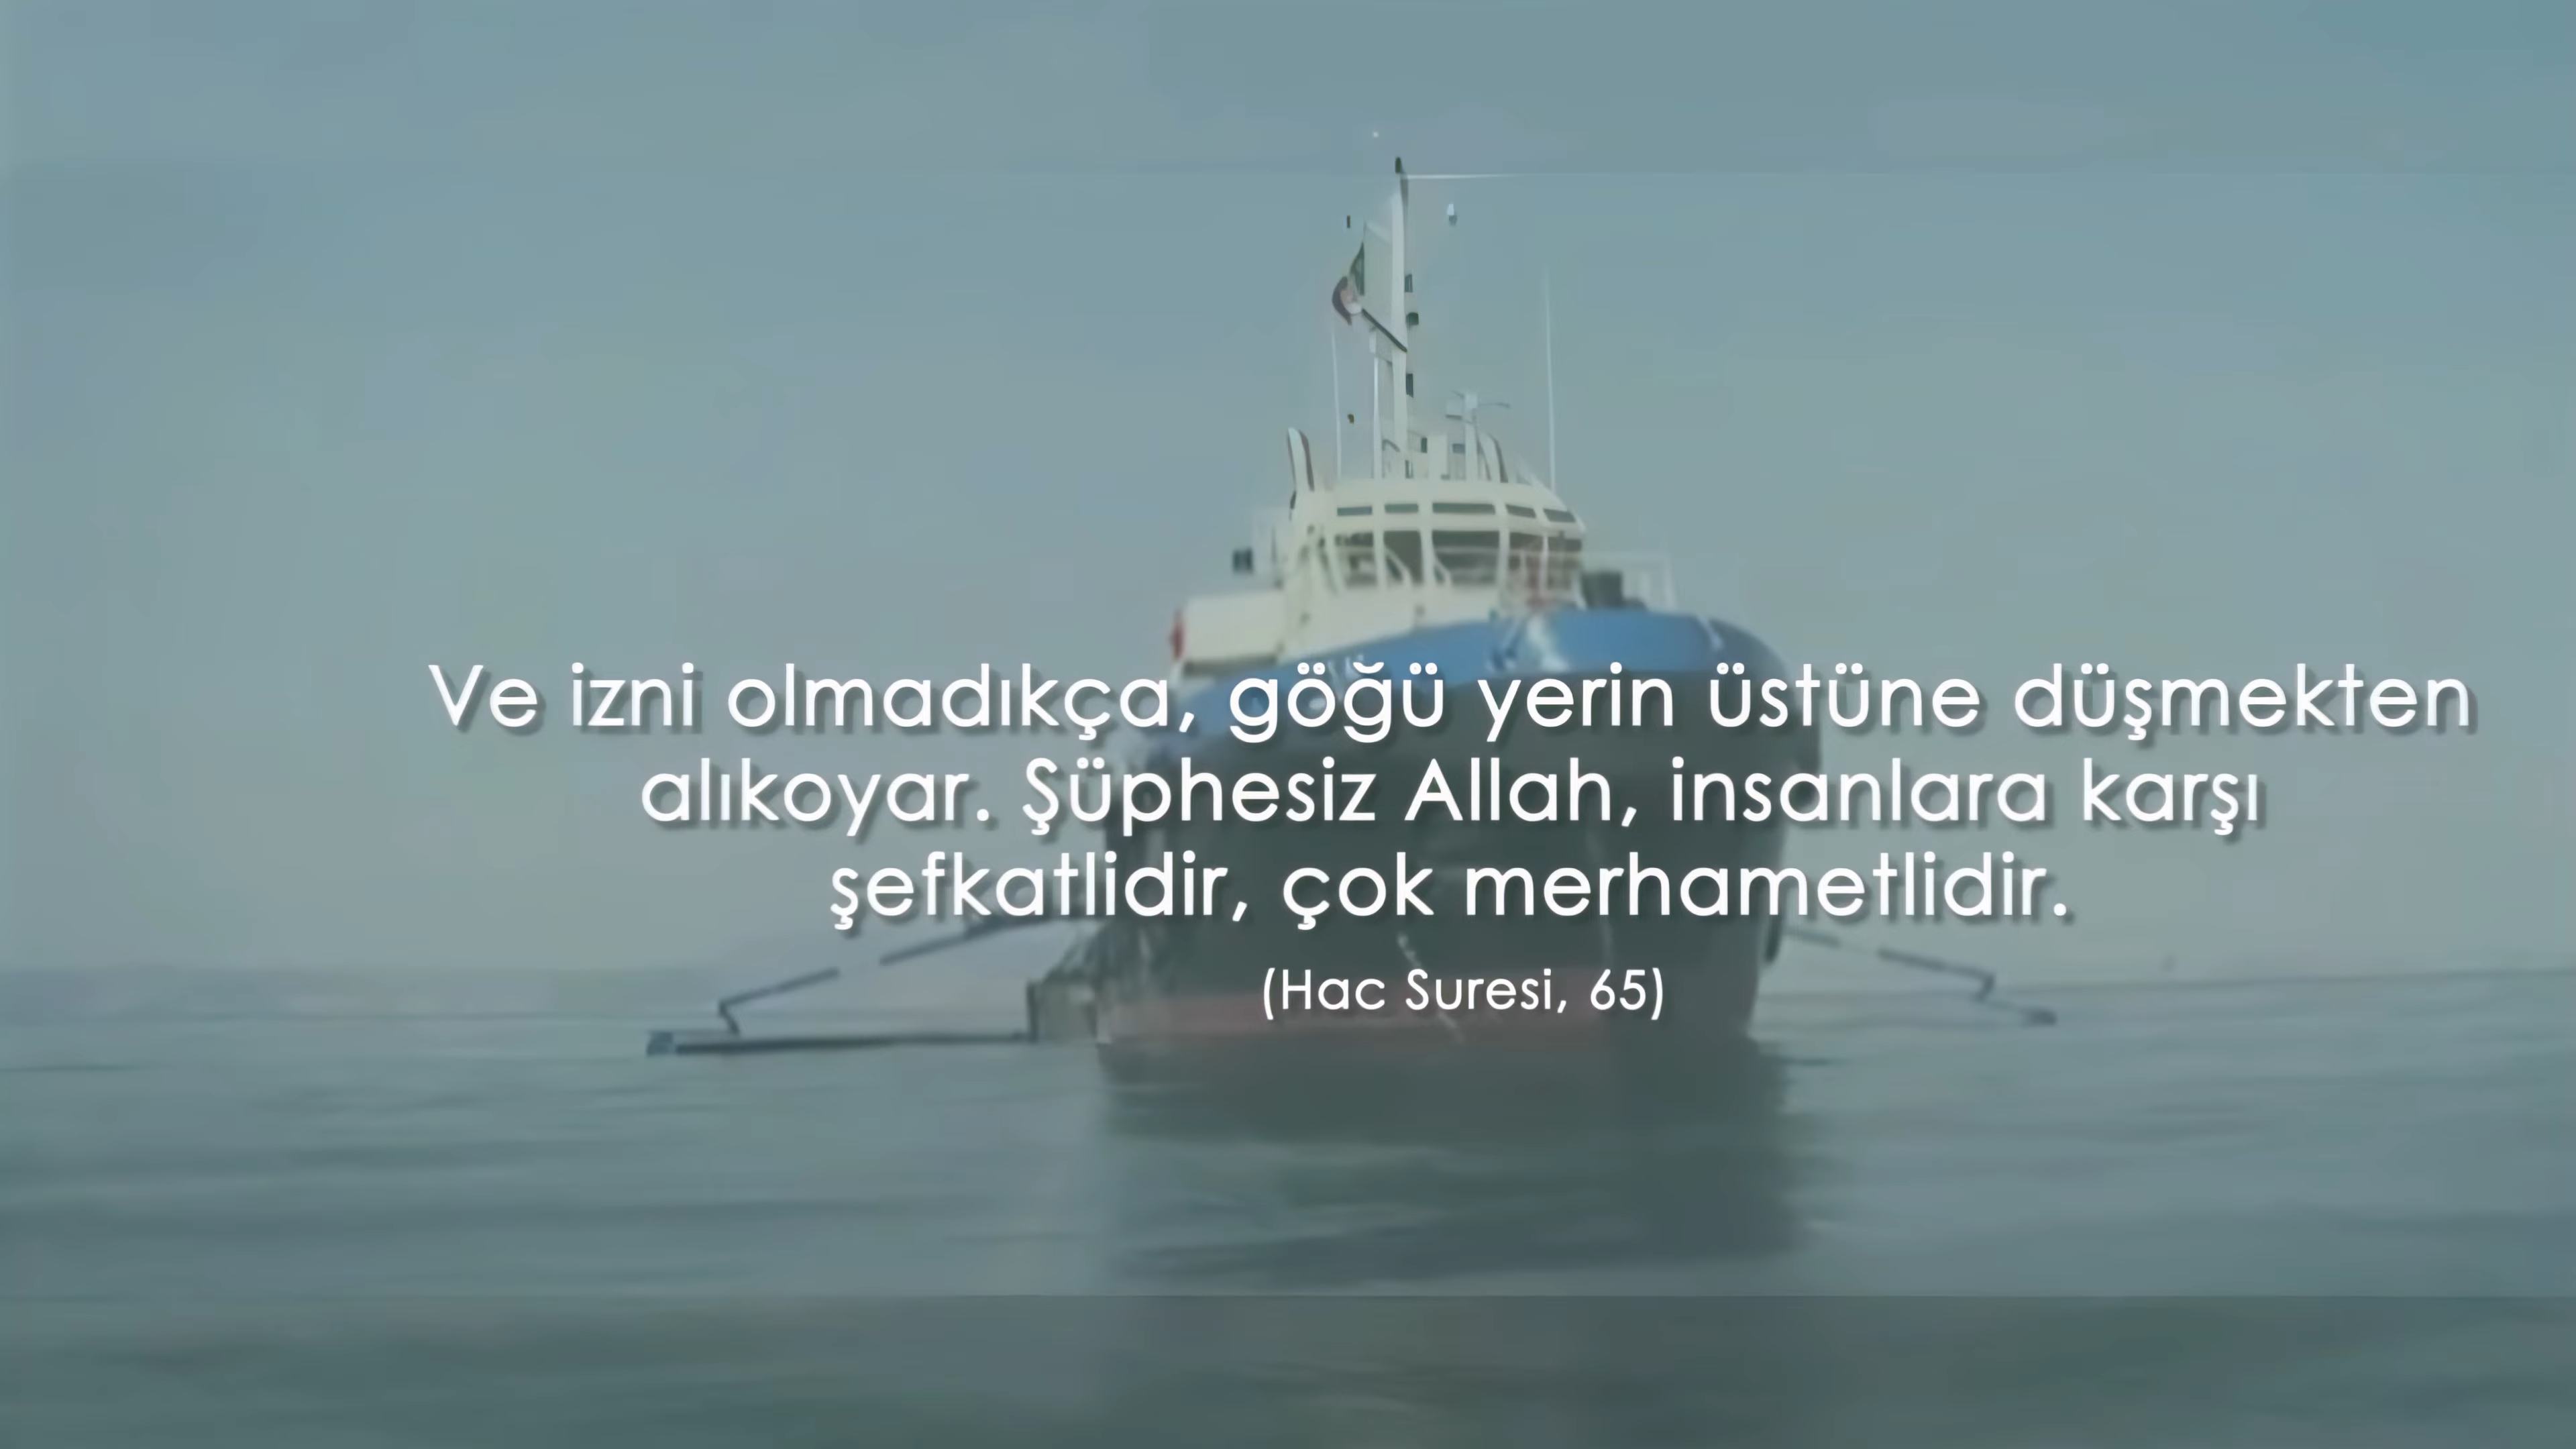 Ve izni olmadıkça, göğü yerin üstüne düşmekten
alıkoyar. Şüphesiz Allah, insanlara karşı
şefkatlidir, çok merhametlidir.
(Hac Suresi, 65)